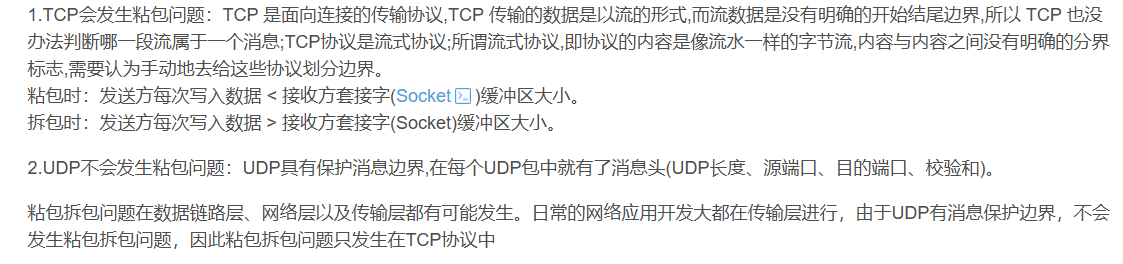 1.TCP会发生粘包问题：TCP 是面向连接的传输协议,TCP 传输的数据是以流的形式,而流数据是没有明确的开始结尾边界,所以 TCP 也没
办法判断哪一段流属于一个消息;TCP协议是流式协议;所谓流式协议,即协议的内容是像流水一样的字节流,内容与内容之间没有明确的分界
标志,需要认为手动地去给这些协议划分边界。
粘包时：发送方每次写入数据 < 接收方套接字(Socket)缓冲区大小。
拆包时：发送方每次写入数据 > 接收方套接字(Socket)缓冲区大小。
2.UDP不会发生粘包问题：UDP具有保护消息边界,在每个UDP包中就有了消息头(UDP长度、源端口、目的端口、校验和)。
粘包拆包问题在数据链路层、网络层以及传输层都有可能发生。日常的网络应用开发大都在传输层进行，由于UDP有消息保护边界，不会
发生粘包拆包问题，因此粘包拆包问题只发生在TCP协议中